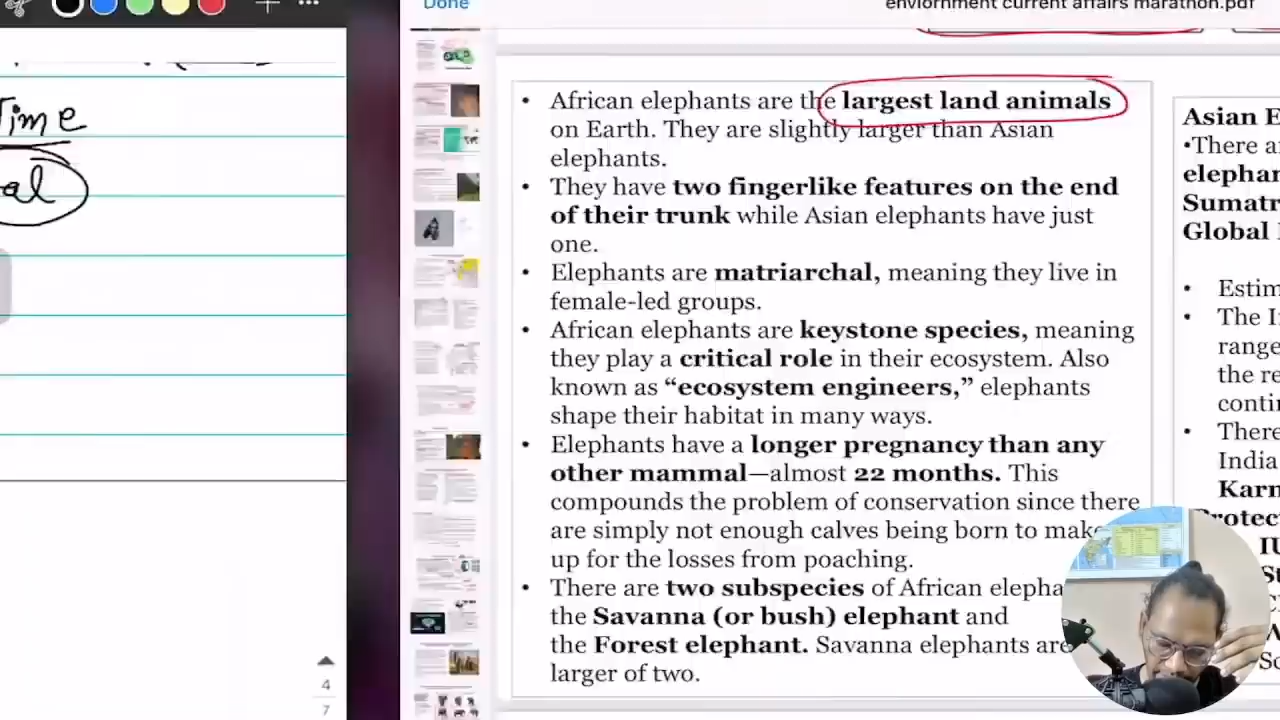 Done
enviornment current affairs marathon.pdf
Time
al
• African elephants are the largest land animals
on Earth. They are slightly larger than Asian
elephants.
• They have two fingerlike features on the end
of their trunk while Asian elephants have just
one.
• Elephants are matriarchal, meaning they live in
female-led groups.
• African elephants are keystone species, meaning
they play a critical role in their ecosystem. Also
known as “ecosystem engineers,” elephants
shape their habitat in many ways.
• Elephants have a longer pregnancy than any
other mammal—almost 22 months. This
compounds the problem of conservation since there
are simply not enough calves being born to make
up for the losses from poaching.
• There are two subspecies of African elepha
the Savanna (or bush) elephant and
the Forest elephant. Savanna elephants are
larger of two.
Asian E
•There a
elephan
Sumatr
Global
• Estim
• The I
range
the re
conti
• There
India
Karn
Protec
4
7